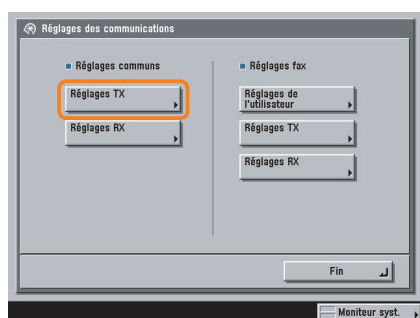 Réglages des communications
Réglages communs
Réglages TX
Réglages RX
Réglages fax
Réglages de
l'utilisateur
Réglages TX
Réglages RX
Fin
Moniteur syst.